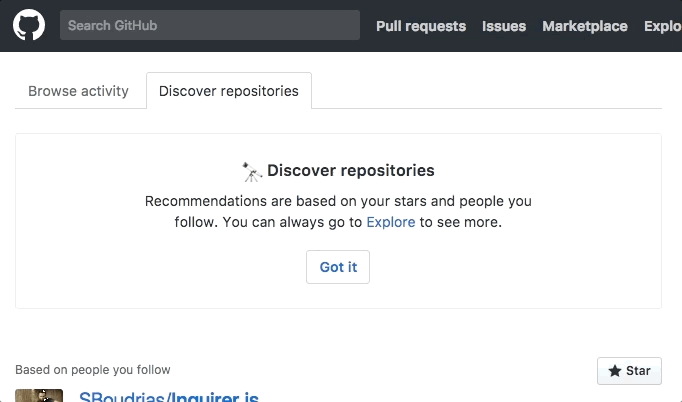 Search GitHub
Pull requests
Issues
Marketplace
Explo
Browse activity
Discover repositories
Discover repositories
Recommendations are based on your stars and people you
follow. You can always go to Explore to see more.
Got it
Based on people you follow
Star
SBoudrias/Inquirer.js